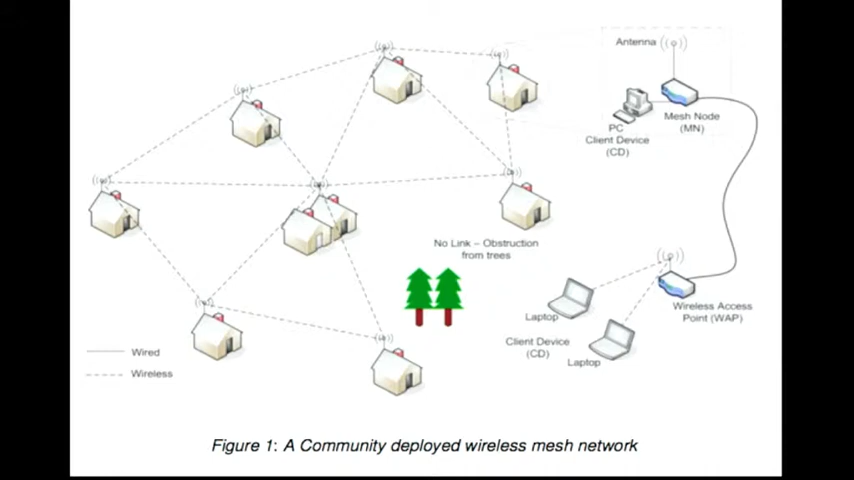 Antenna
Mesh Node
(MN)
PC
Client Device
(CD)
No Link – Obstruction
from trees
Laptop
Wireless Access
Point (WAP)
Client Device
(CD)
Laptop
Wired
Wireless
Figure 1: A Community deployed wireless mesh network